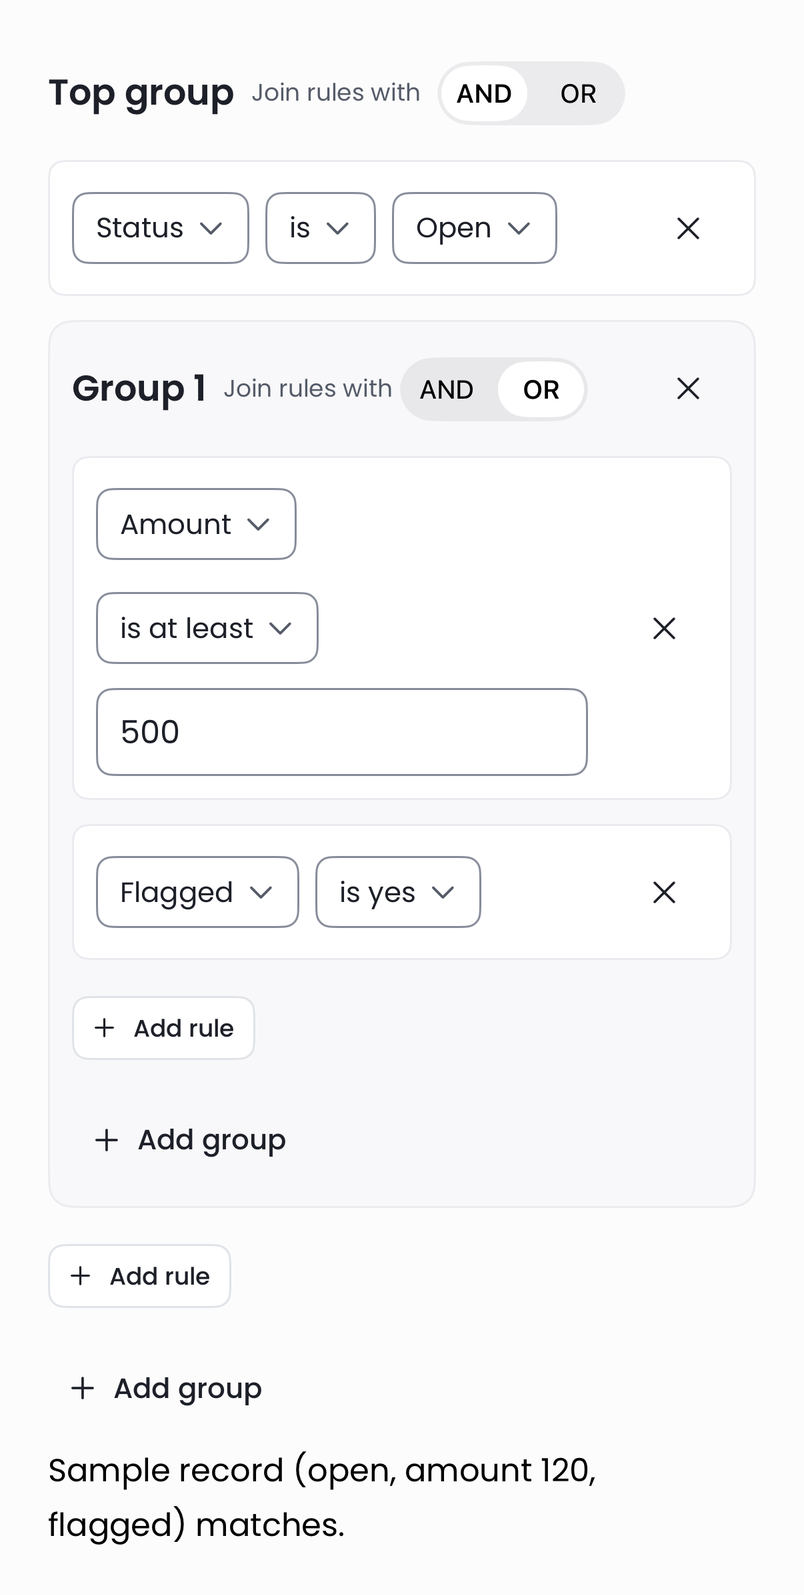 Top group Join rules with AND OR
Status is Open
Group 1 Join rules with AND OR
Amount
is at least
500
Flagged is yes
Add rule
Add group
Add rule
Add group
Sample record (open, amount 120,
flagged) matches.